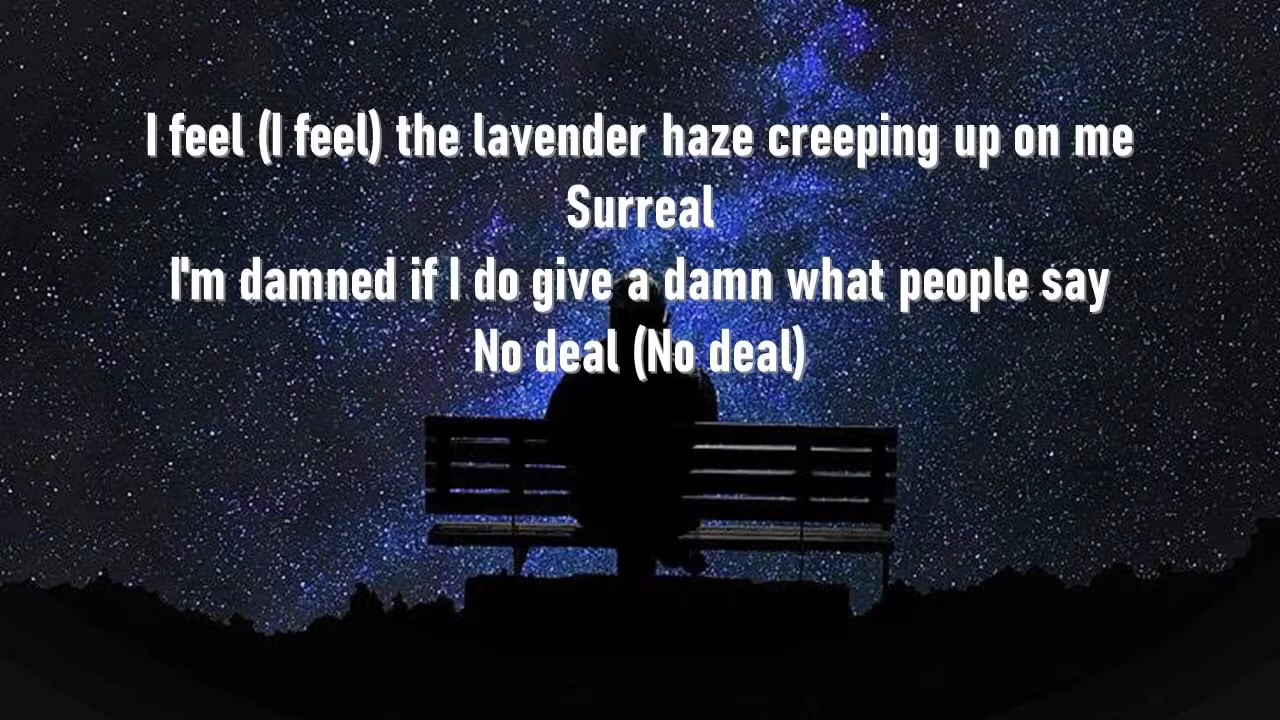 I feel (I feel) the lavender haze creeping up on me
Surreal
I'm damned if I do give a damn what people say
No deal (No deal)